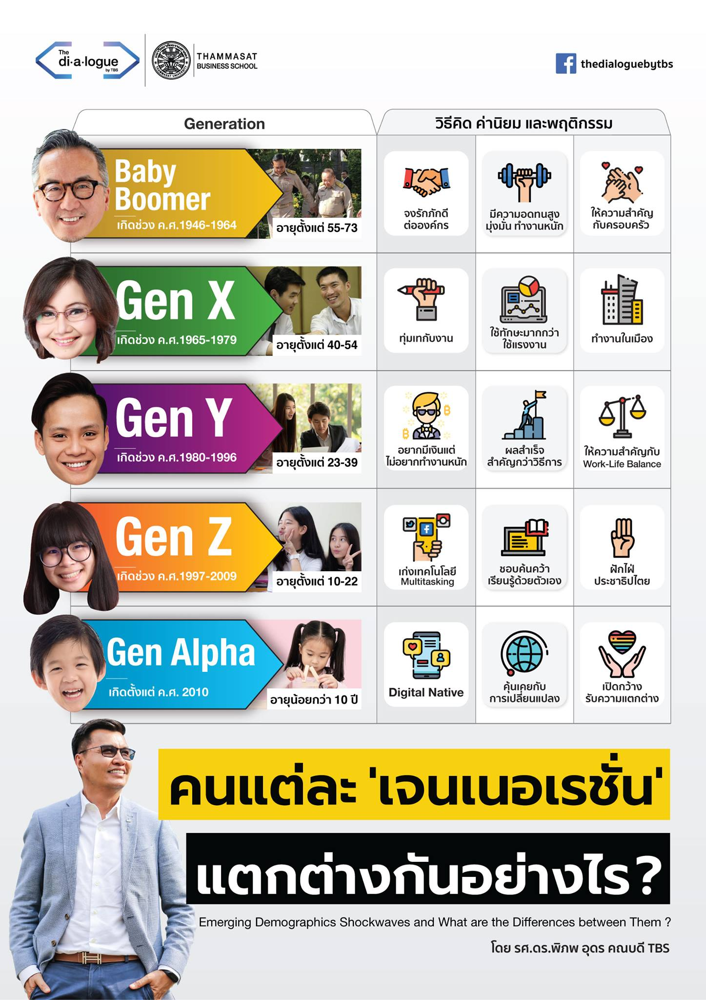 The
di·a·logue
by TBS
THAMMASAT
BUSINESS SCHOOL
thedialoguebytbs
Generation
วิธีคิด ค่านิยม และพฤติกรรม
Baby
Boomer
เกิดช่วง ค.ศ.1946-1964
อายุตั้งแต่ 55-73
จงรักภักดี
ต่อองค์กร
มีความอดทนสูง
มุ่งมั่น ทำงานหนัก
ให้ความสำคัญ
กับครอบครัว
Gen X
เกิดช่วง ค.ศ.1965-1979
อายุตั้งแต่ 40-54
ทุ่มเทกับงาน
ใช้ทักษะมากกว่า
ใช้แรงงาน
ทำงานในเมือง
Gen Y
เกิดช่วง ค.ศ.1980-1996
อายุตั้งแต่ 23-39
อยากมีเงินแต่
ไม่อยากทำงานหนัก
ผลสำเร็จ
สำคัญกว่าวิธีการ
ให้ความสำคัญกับ
Work-Life Balance
Gen Z
เกิดช่วง ค.ศ.1997-2009
อายุตั้งแต่ 10-22
เก่งเทคโนโลยี
Multitasking
ชอบค้นคว้า
เรียนรู้ด้วยตัวเอง
ฝักไฝ่
ประชาธิปไตย
Gen Alpha
เกิดตั้งแต่ ค.ศ. 2010
อายุน้อยกว่า 10 ปี
Digital Native
คุ้นเคยกับ
การเปลี่ยนแปลง
เปิดกว้าง
รับความแตกต่าง
คนแต่ละ 'เจนเนอเรชั่น'
แตกต่างกันอย่างไร?
Emerging Demographics Shockwaves and What are the Differences between Them ?
โดย รศ.ดร.พิภพ อุดร คณบดี TBS